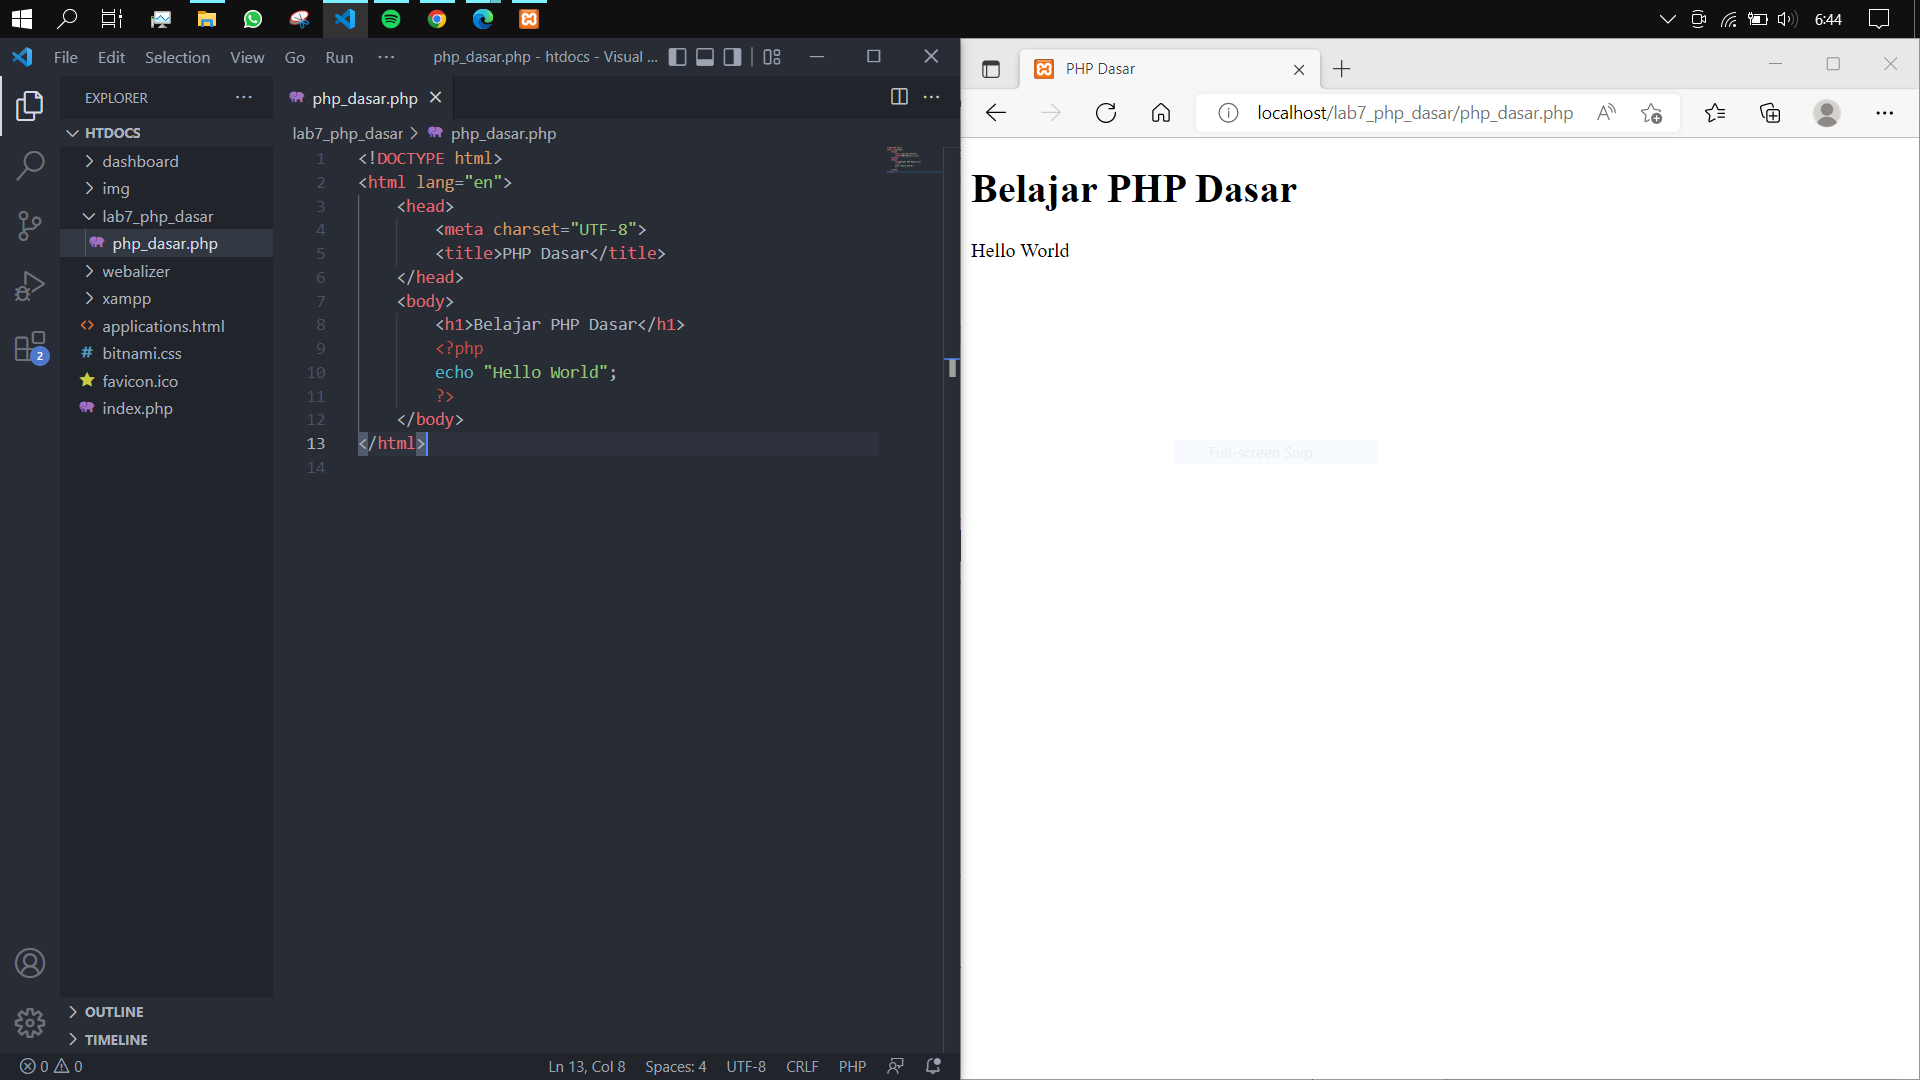 6:44
File Edit Selection View Go Run ··· php_dasar.php - htdocs - Visual ...
EXPLORER ···
HTDOCS
dashboard
img
lab7_php_dasar
php_dasar.php
webalizer
xampp
applications.html
bitnami.css
favicon.ico
index.php
2
OUTLINE
TIMELINE
php_dasar.php
lab7_php_dasar > php_dasar.php
1 <!DOCTYPE html>
2 <html lang="en">
3 <head>
4 <meta charset="UTF-8">
5 <title>PHP Dasar</title>
6 </head>
7 <body>
8 <h1>Belajar PHP Dasar</h1>
9 <?php
10 echo "Hello World";
11 ?>
12 </body>
13 </html>
14
0 0 Ln 13, Col 8 Spaces: 4 UTF-8 CRLF PHP
PHP Dasar
localhost/lab7_php_dasar/php_dasar.php
Belajar PHP Dasar
Hello World
Full-screen Snip